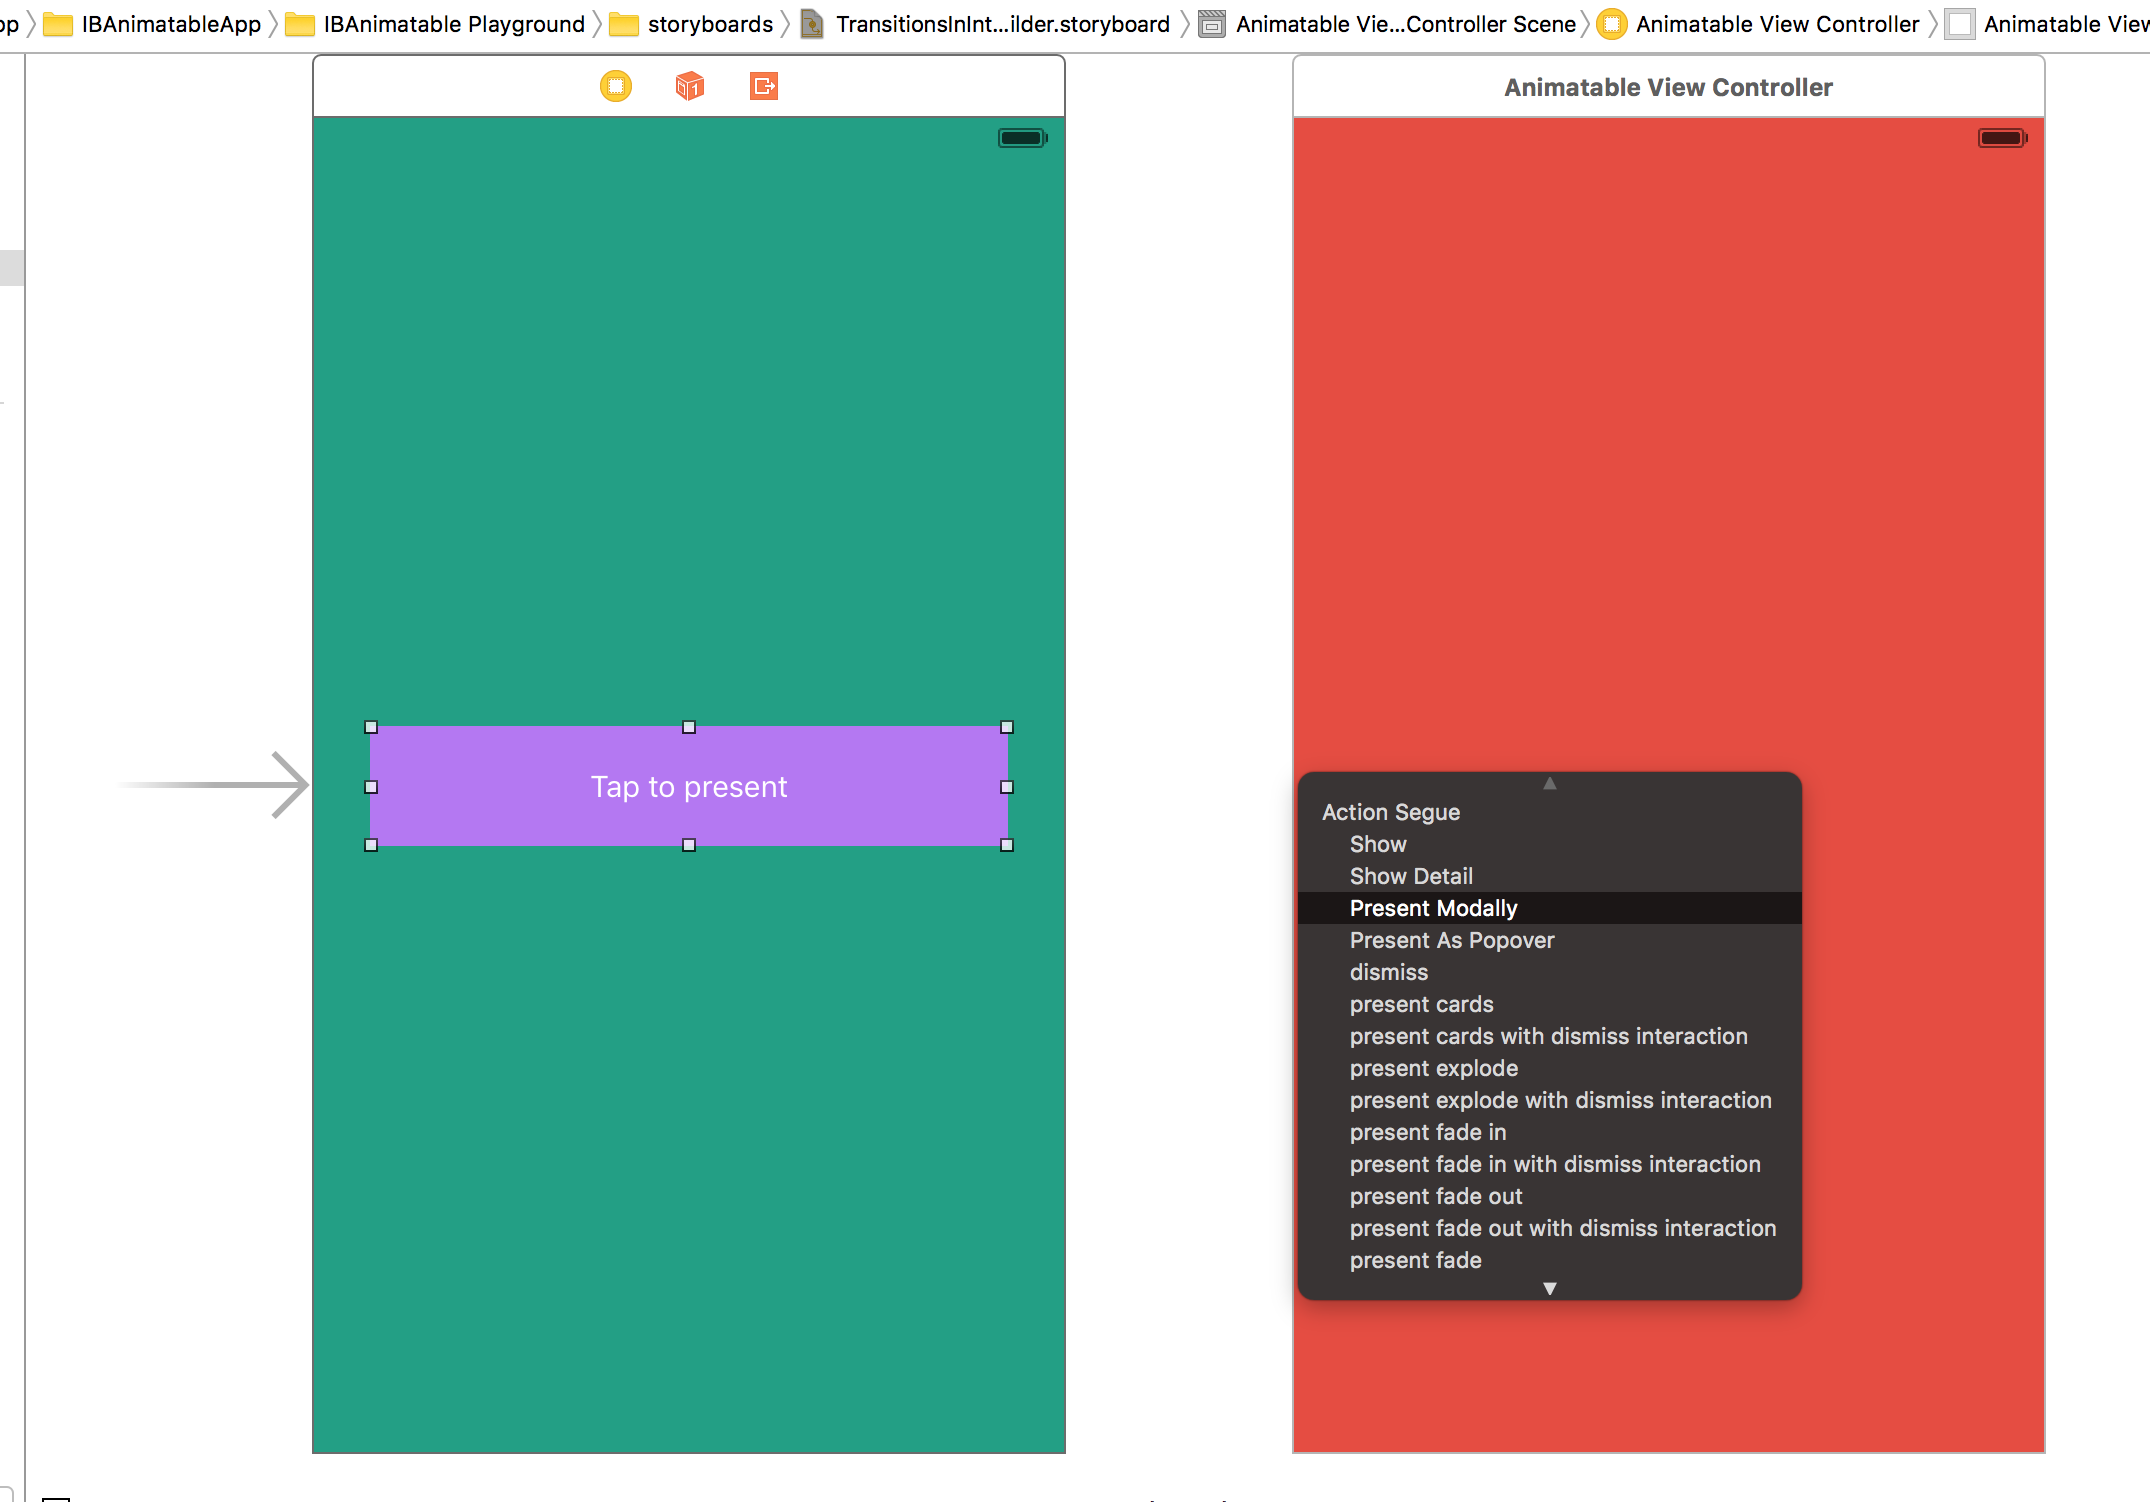 pp IBAnimatableApp IBAnimatable Playground storyboards TransitionsInInt...ilder.storyboard Animatable Vie...Controller Scene Animatable View Controller Animatable View
1
Animatable View Controller
Tap to present
Action Segue
Show
Show Detail
Present Modally
Present As Popover
dismiss
present cards
present cards with dismiss interaction
present explode
present explode with dismiss interaction
present fade in
present fade in with dismiss interaction
present fade out
present fade out with dismiss interaction
present fade